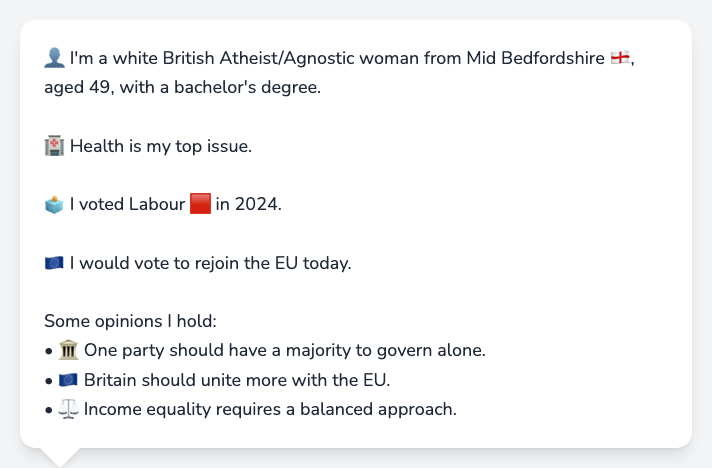 👤 I'm a white British Atheist/Agnostic woman from Mid Bedfordshire 🏴󠁧󠁢󠁥󠁮󠁧󠁿,
aged 49, with a bachelor's degree.
🏥 Health is my top issue.
🗳️ I voted Labour 🟥 in 2024.
🇪🇺 I would vote to rejoin the EU today.
Some opinions I hold:
• 🏛️ One party should have a majority to govern alone.
• 🇪🇺 Britain should unite more with the EU.
• ⚖️ Income equality requires a balanced approach.